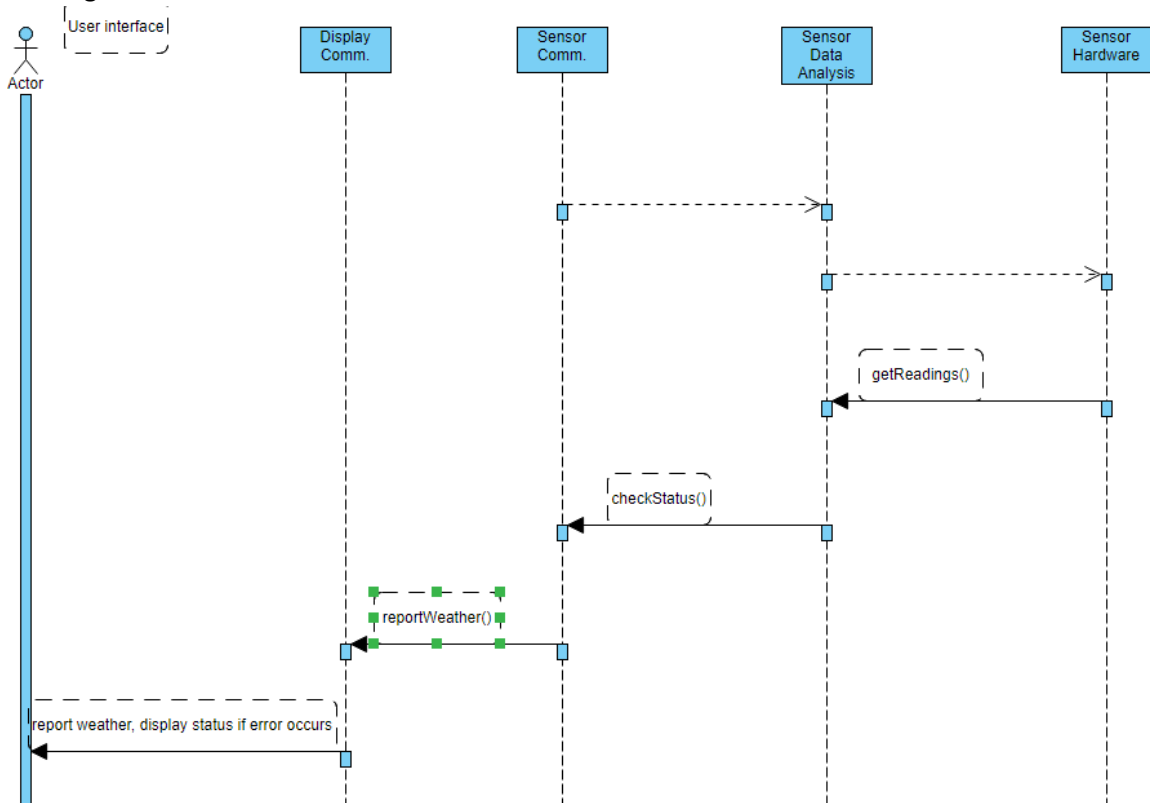 User interface
Actor
Display
Comm.
Sensor
Comm.
Sensor
Data
Analysis
Sensor
Hardware
getReadings()
checkStatus()
reportWeather()
report weather, display status if error occurs